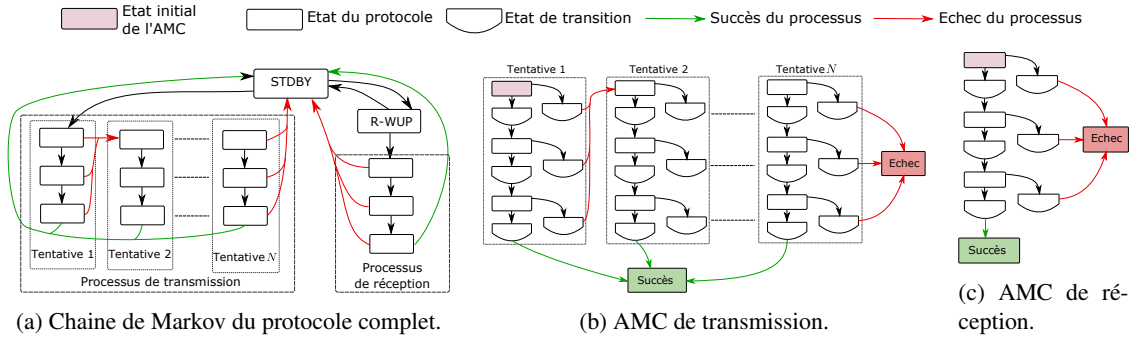 Etat initial
de l'AMC
Etat du protocole
Etat de transition
Succès du processus
Echec du processus
STDBY
R-WUP
Tentative 1
Tentative 2
Tentative N
Processus de transmission
Processus
de réception
(a) Chaine de Markov du protocole complet.
Tentative 1
Tentative 2
Tentative N
Echec
Succès
(b) AMC de transmission.
Echec
Succès
(c) AMC de ré-
ception.